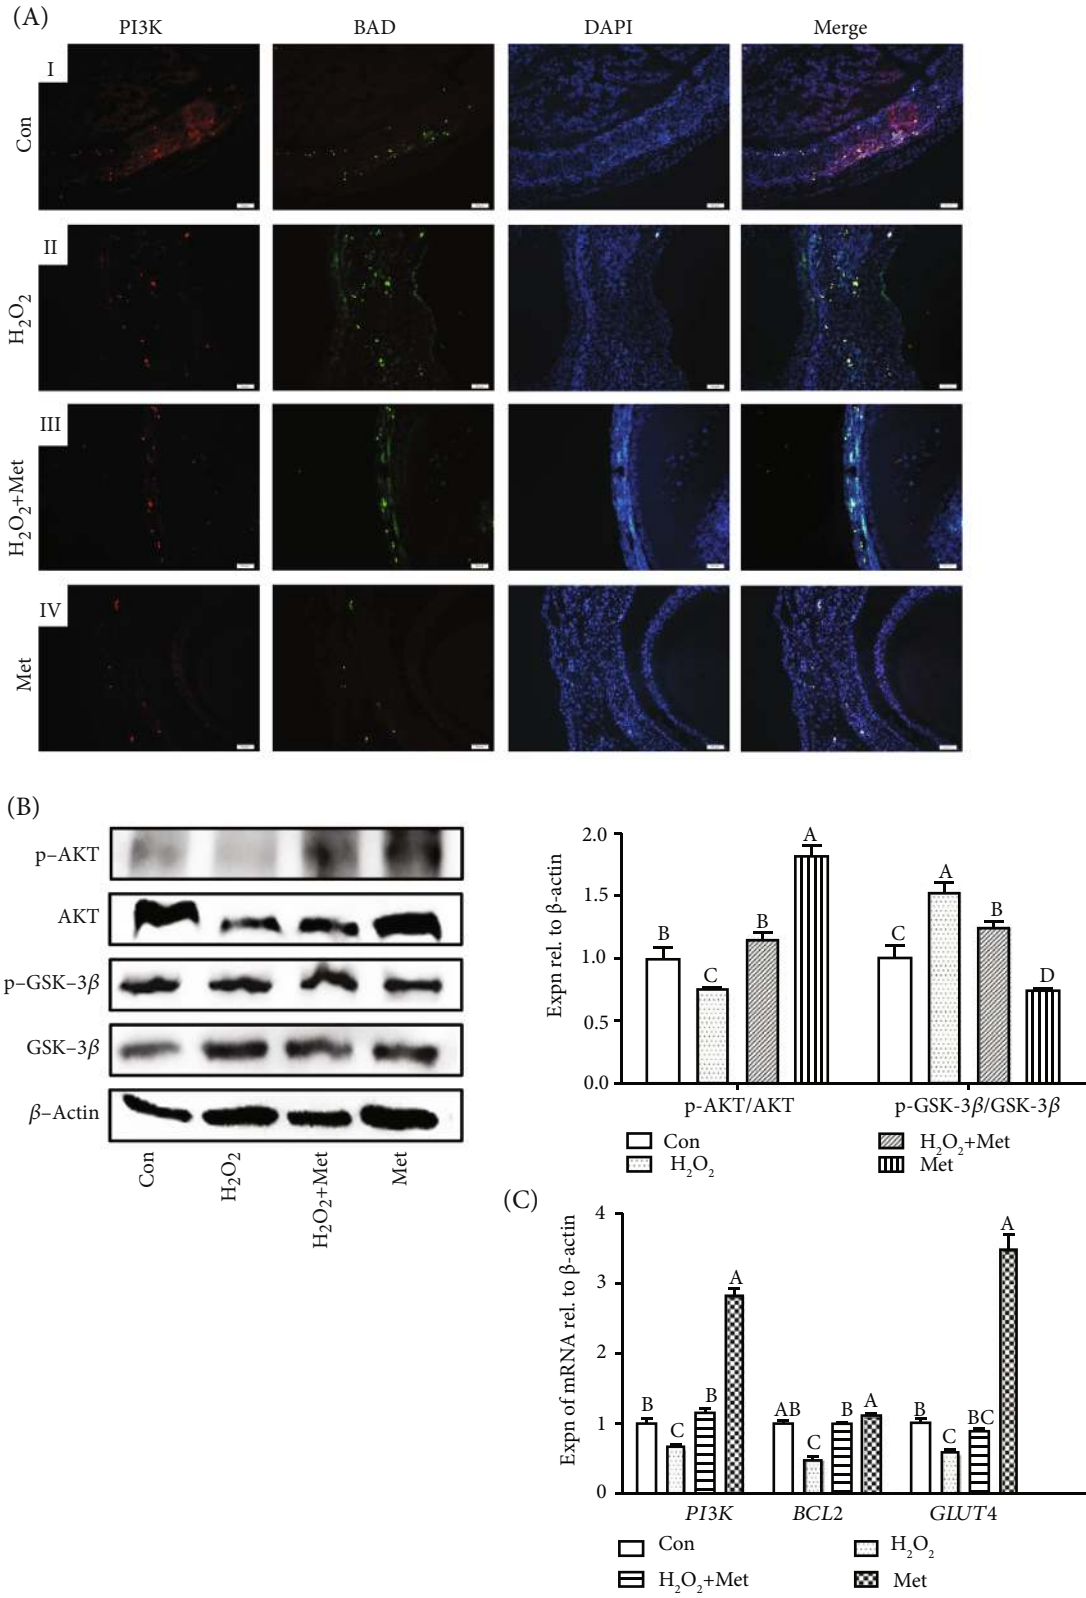 (A)
PI3K BAD DAPI Merge
I
Con
II
H₂O₂
III
H₂O₂+Met
IV
Met
(B)
p–AKT
AKT
p–GSK–3β
GSK–3β
β–Actin
Con H₂O₂ H₂O₂+Met Met
Expn rel. to β-actin
2.0
1.5
1.0
0.5
0.0
B C B A
C A B D
p-AKT/AKT p-GSK-3β/GSK-3β
Con H₂O₂+Met
H₂O₂ Met
(C)
Expn of mRNA rel. to β-actin
4
3
2
1
0
B C B A
AB C B A
B C BC A
PI3K BCL2 GLUT4
Con H₂O₂
H₂O₂+Met Met